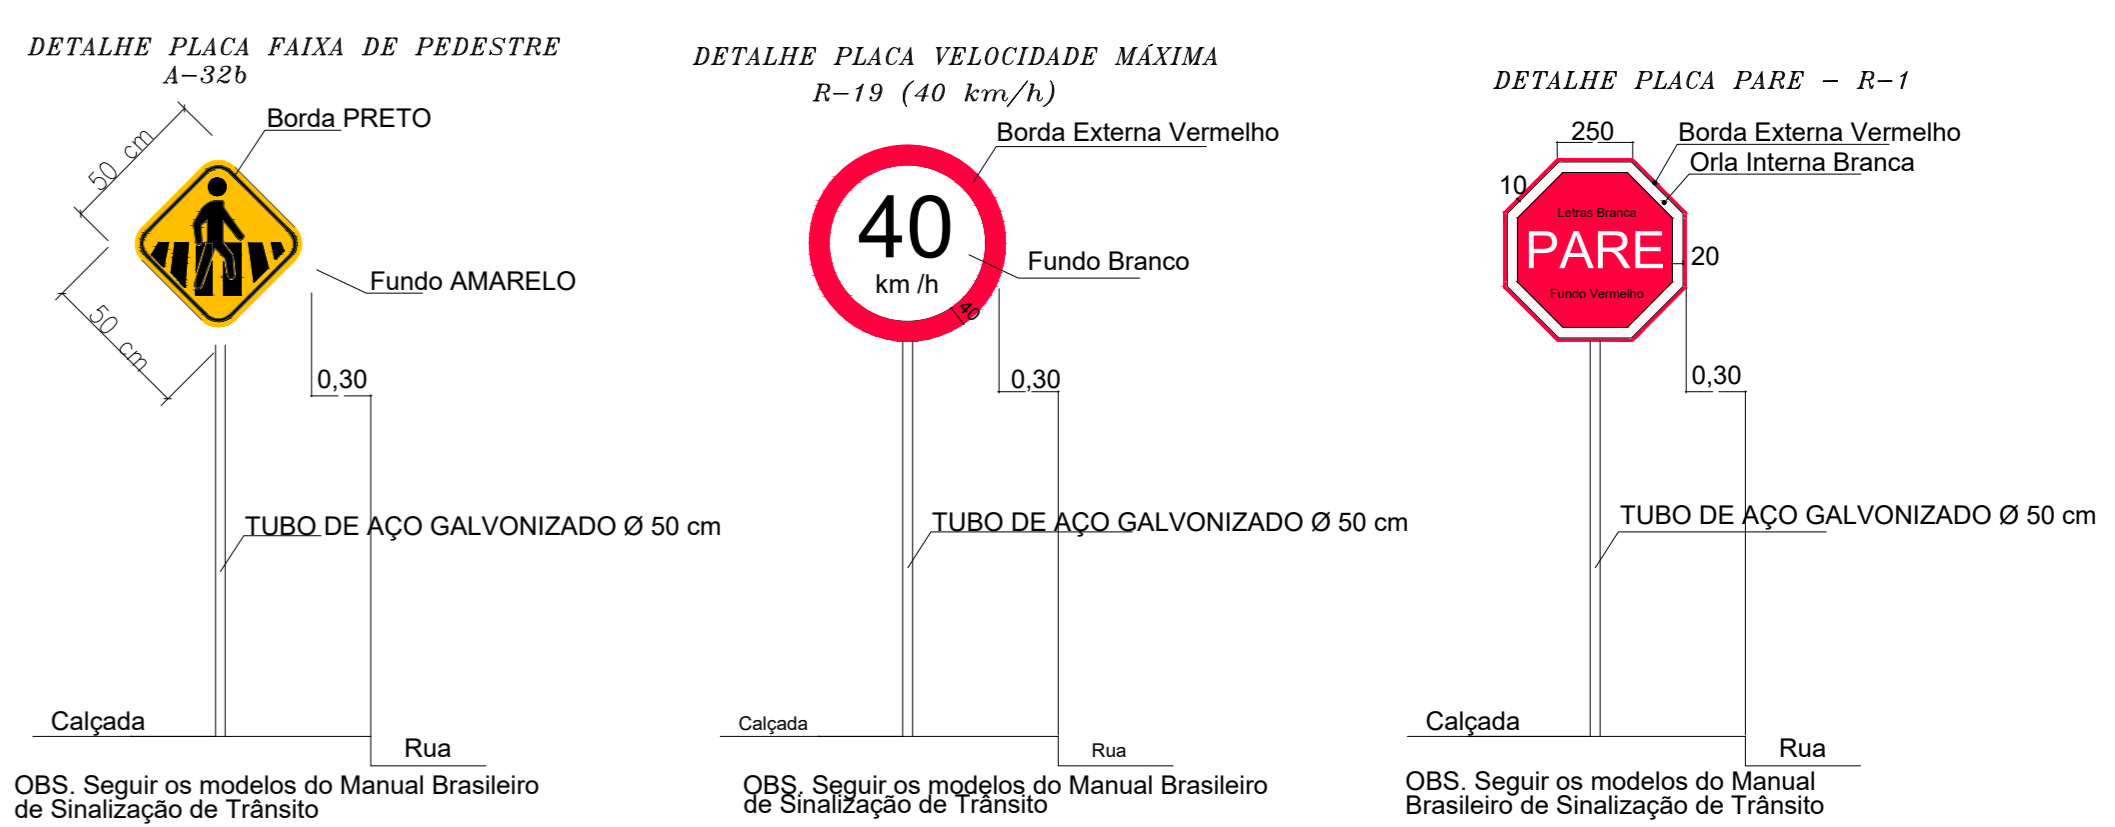 DETALHE PLACA FAIXA DE PEDESTRE
A-32b
Borda PRETO
50 cm
Fundo AMARELO
50 cm
0,30
TUBO DE AÇO GALVONIZADO Ø 50 cm
Calçada
Rua
OBS. Seguir os modelos do Manual Brasileiro
de Sinalização de Trânsito
DETALHE PLACA VELOCIDADE MÁXIMA
R-19 (40 km/h)
Borda Externa Vermelho
40
km /h
Fundo Branco
40
0,30
TUBO DE AÇO GALVONIZADO Ø 50 cm
Calçada
Rua
OBS. Seguir os modelos do Manual Brasileiro
de Sinalização de Trânsito
DETALHE PLACA PARE - R-1
250
Borda Externa Vermelho
Orla Interna Branca
10
Letras Branca
PARE
20
Fundo Vermelho
0,30
TUBO DE AÇO GALVONIZADO Ø 50 cm
Calçada
Rua
OBS. Seguir os modelos do Manual
Brasileiro de Sinalização de Trânsito